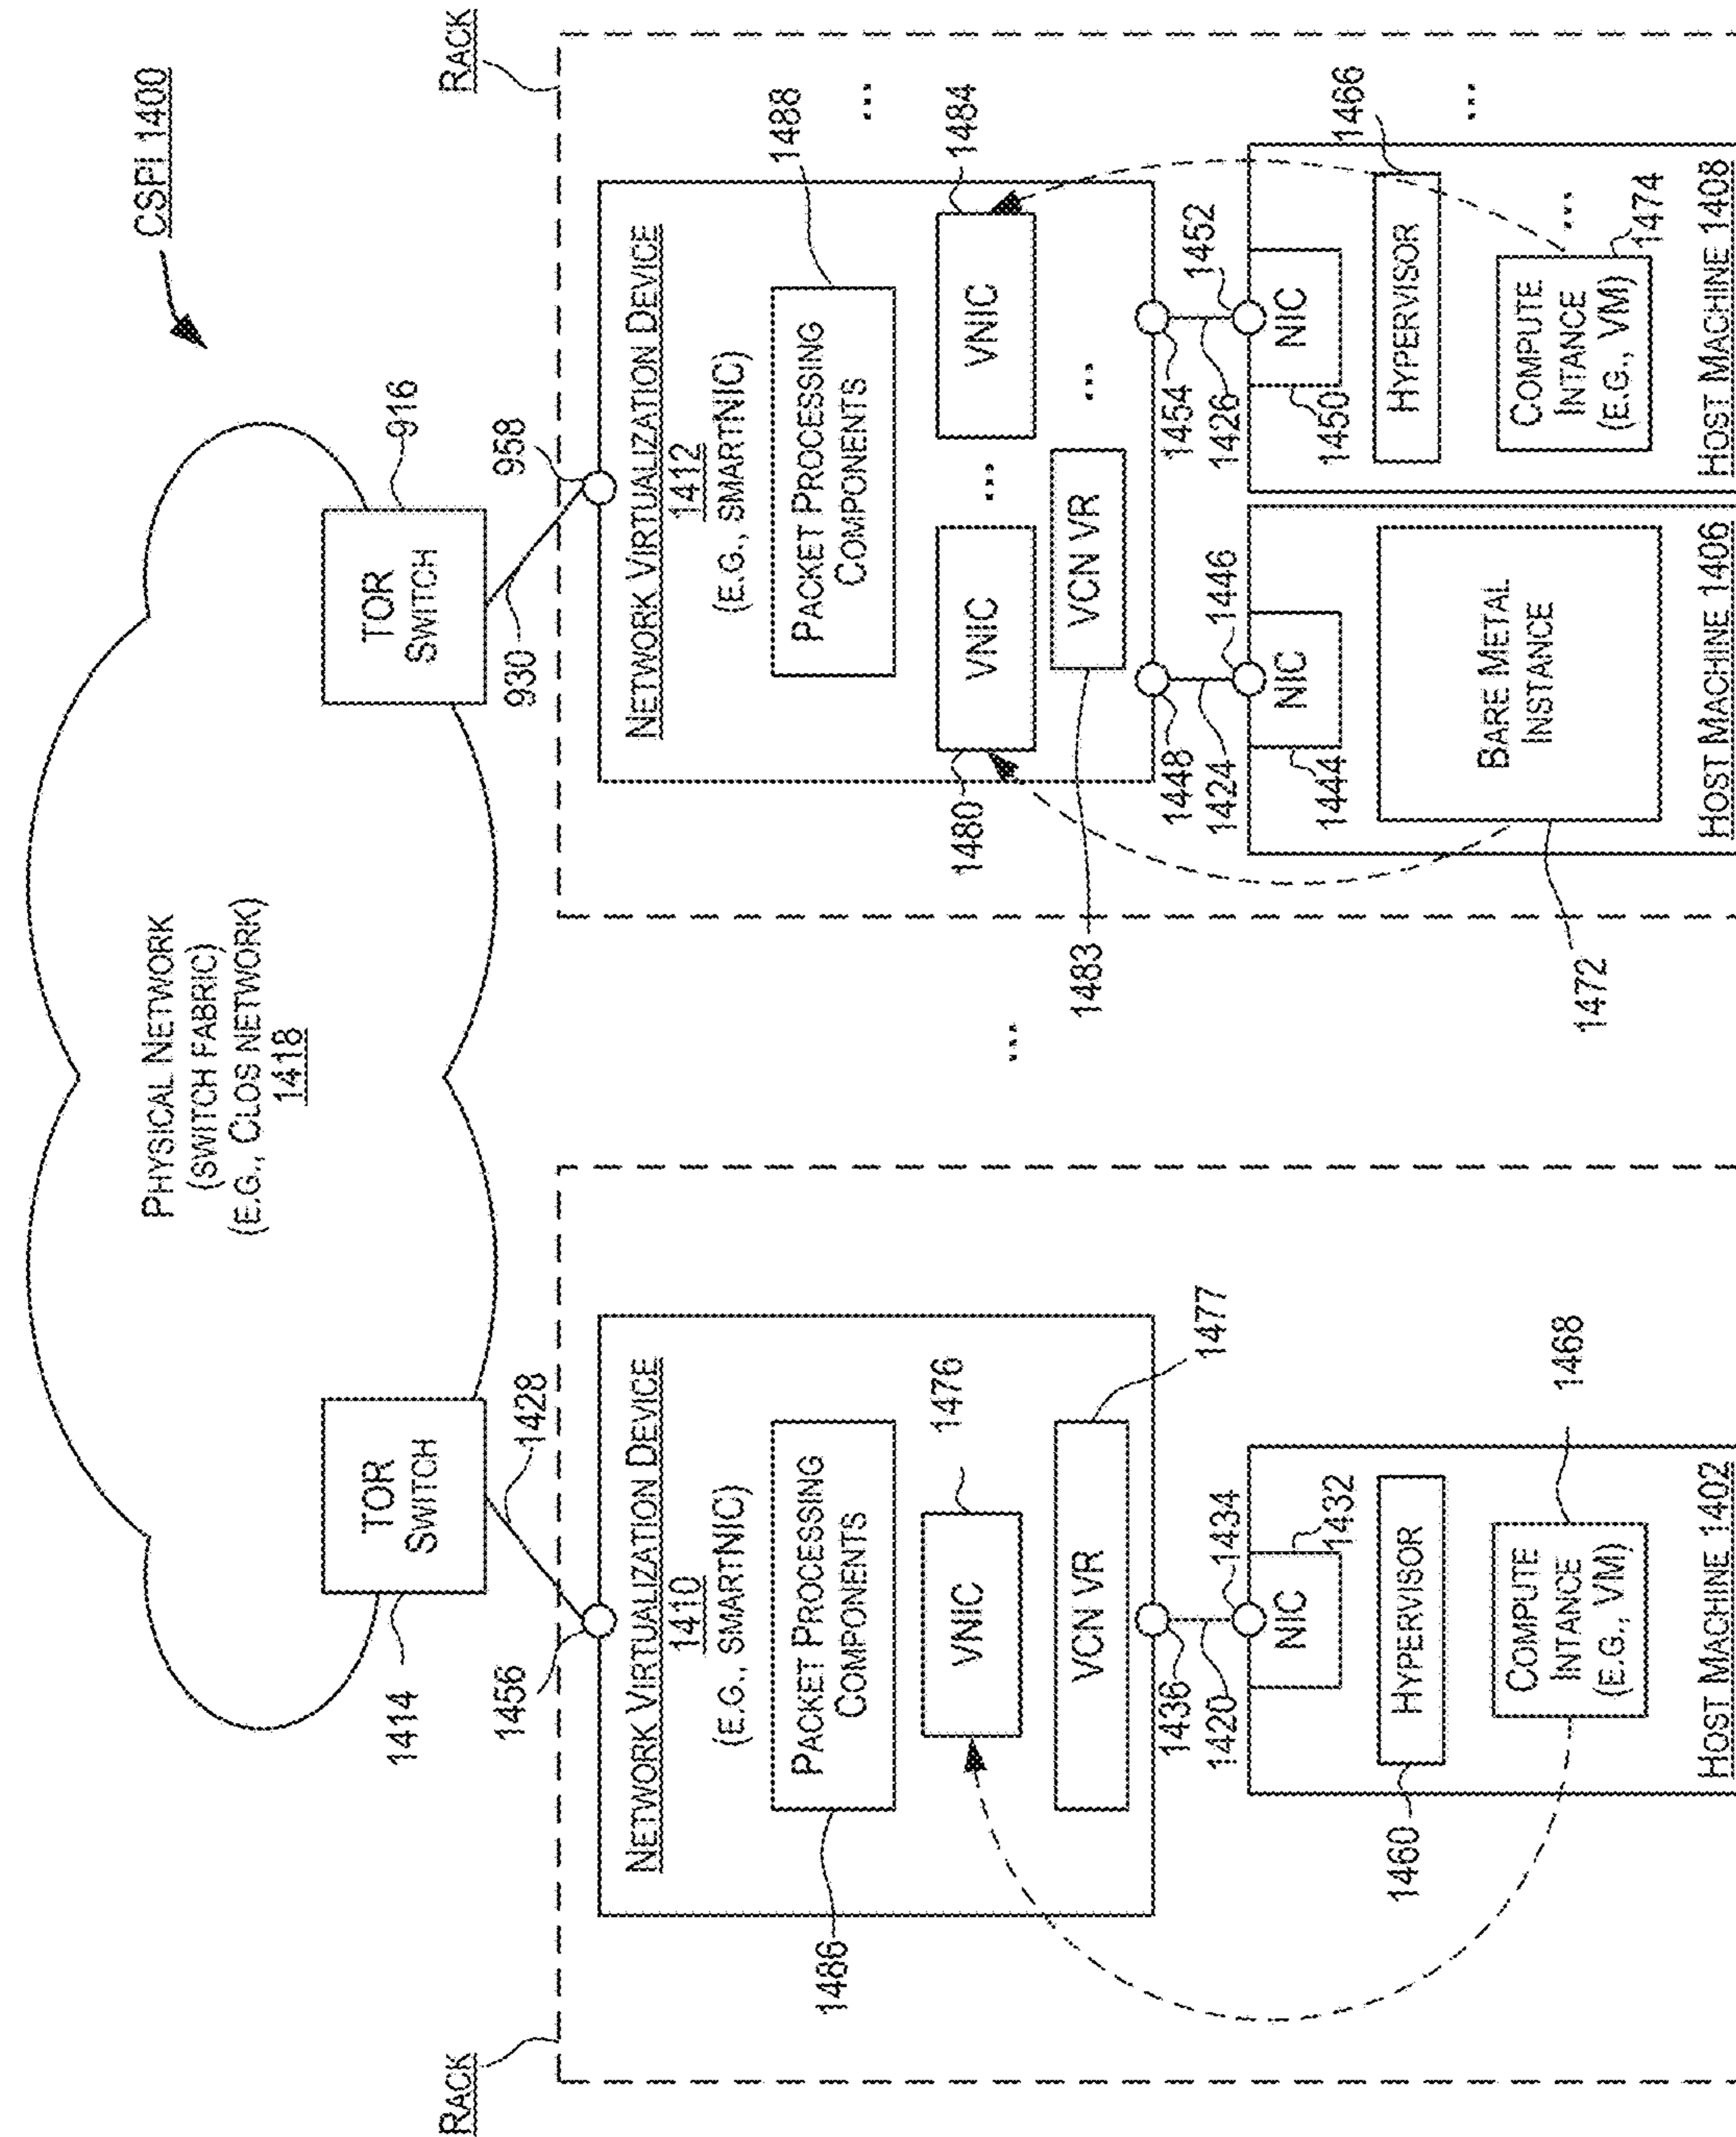 CSPI 1400
PHYSICAL NETWORK
(SWITCH FABRIC)
(E.G., CLOS NETWORK)
1418
TOR
SWITCH
1414
TOR
SWITCH
916
RACK
1456
1428
930
958
RACK
NETWORK VIRTUALIZATION DEVICE
1410
(E.G., SMARTNIC)
PACKET PROCESSING
COMPONENTS
1486
VNIC
1476
VCN VR
1477
1436
1420
1434
NIC
1432
HYPERVISOR
1460
COMPUTE
INTANCE
(E.G., VM)
1468
HOST MACHINE 1402
...
NETWORK VIRTUALIZATION DEVICE
1412
(E.G., SMARTNIC)
PACKET PROCESSING
COMPONENTS
1488
...
VNIC
1480
...
VNIC
1484
VCN VR
1483
...
1448
1424
1446
1454
1426
1452
NIC
1444
BARE METAL
INSTANCE
1472
HOST MACHINE 1406
NIC
1450
HYPERVISOR
1466
...
COMPUTE
INTANCE
(E.G., VM)
...
1474
HOST MACHINE 1408